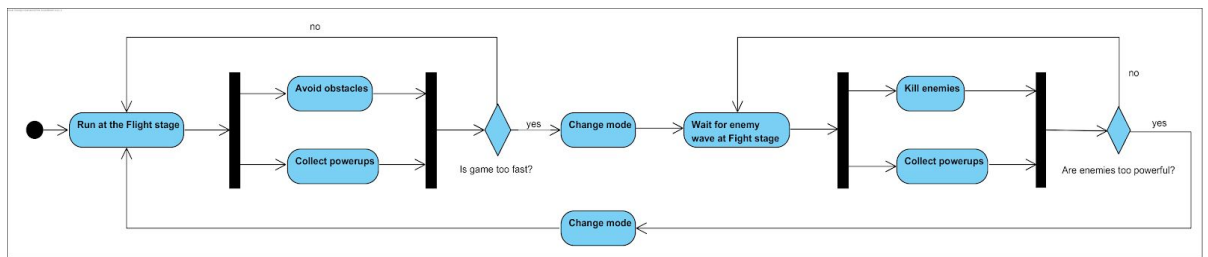 no
no
Avoid obstacles
Kill enemies
Run at the Flight stage
yes
Change mode
Wait for enemy
wave at Fight stage
yes
Collect powerups
Is game too fast?
Collect powerups
Are enemies too powerful?
Change mode